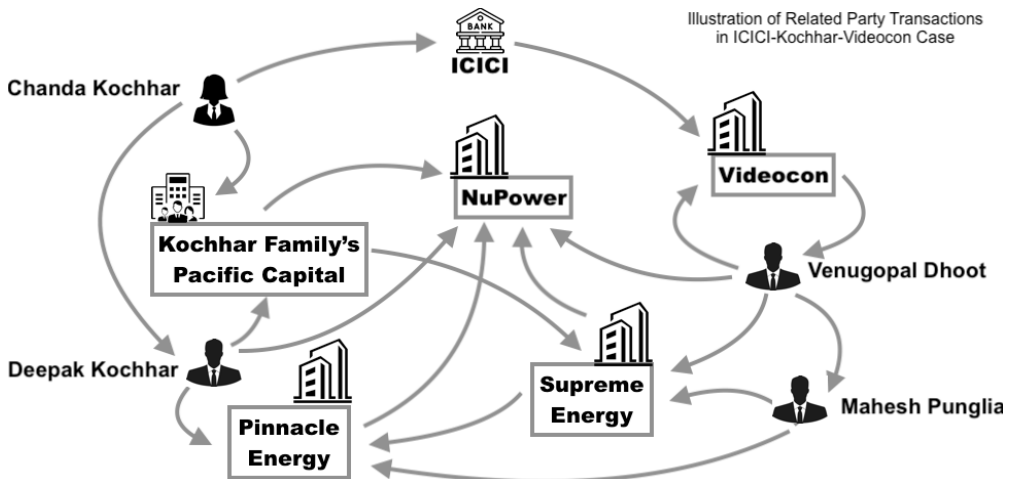 Illustration of Related Party Transactions
in ICICI-Kochhar-Videocon Case
BANK
ICICI
Chanda Kochhar
Videocon
NuPower
Kochhar Family's
Pacific Capital
Venugopal Dhoot
Deepak Kochhar
Supreme
Energy
Mahesh Punglia
Pinnacle
Energy